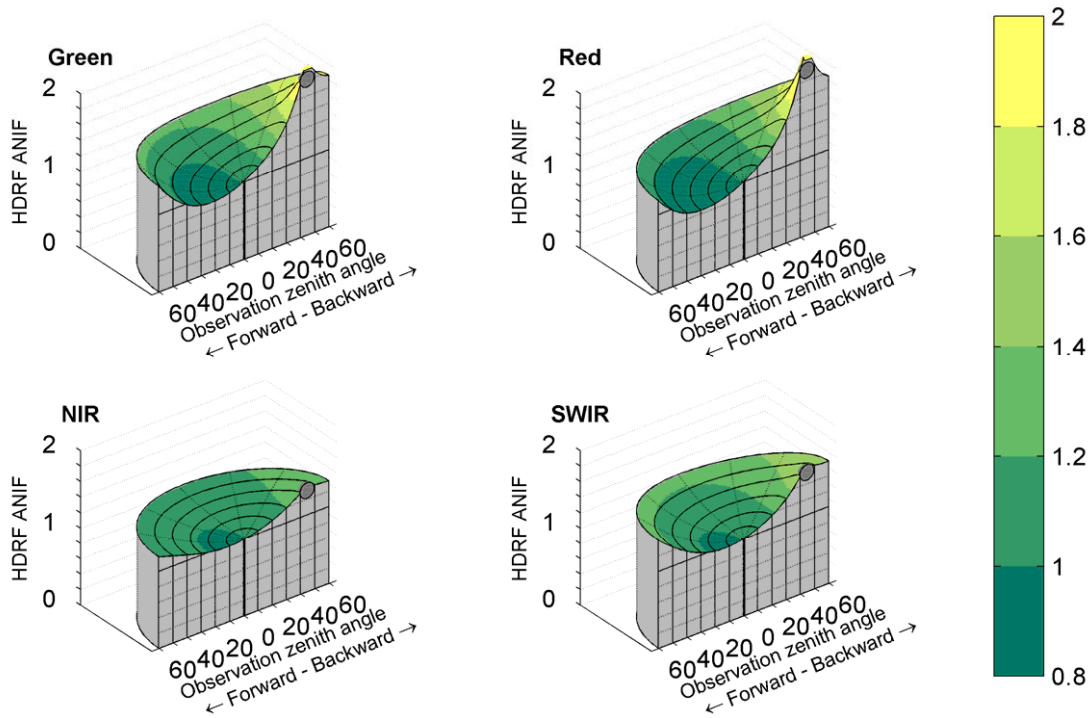 Green
HDRF ANIF
2
1
0
60 40 20 0 20 40 60
Observation zenith angle
← Forward - Backward →
Red
HDRF ANIF
2
1
0
60 40 20 0 20 40 60
Observation zenith angle
← Forward - Backward →
NIR
HDRF ANIF
2
1
0
60 40 20 0 20 40 60
Observation zenith angle
← Forward - Backward →
SWIR
HDRF ANIF
2
1
0
60 40 20 0 20 40 60
Observation zenith angle
← Forward - Backward →
2
1.8
1.6
1.4
1.2
1
0.8